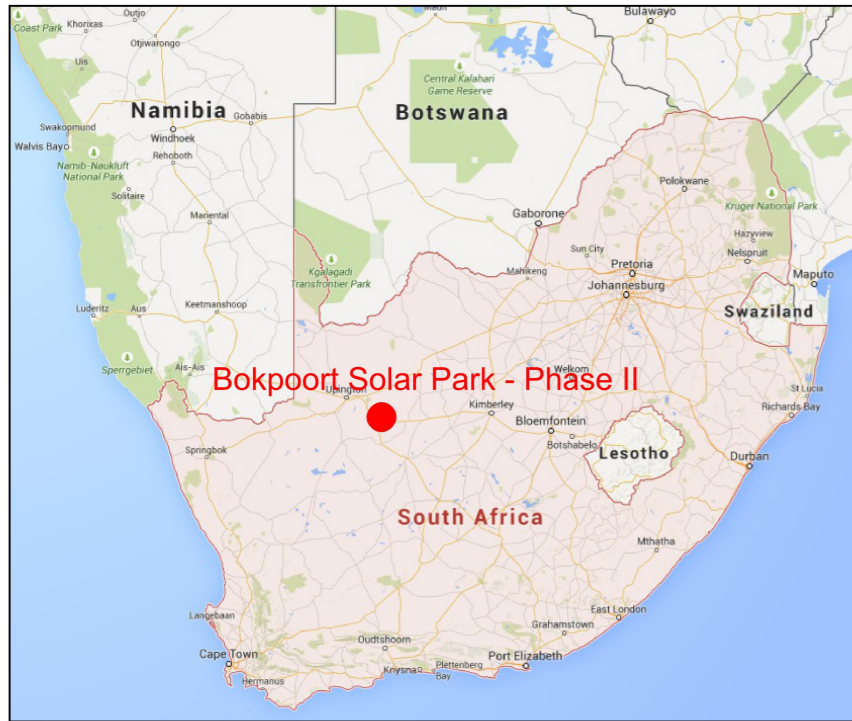 Coast Park
Khorixas
Outjo
Otjiwarongo
Uis
Maun
Bulawayo
Central Kalahari
Game Reserve
Namibia
Botswana
Swakopmund
Walvis Bay
Windhoek
Gobabis
Rehoboth
Namib-Naukluft
National Park
Solitaire
Mariental
Polokwane
Kruger National Park
Gaborone
Kgalagadi
Transfrontier Park
Sun City
Mahikeng
Pretoria
Johannesburg
Hazyview
Nelspruit
Maputo
Swaziland
Luderitz
Aus
Keetmanshoop
Sperrgebiet
Ais-Ais
Bokpoort Solar Park - Phase II
Upington
Welkom
Kimberley
Bloemfontein
Botshabelo
St Lucia
Richards Bay
Springbok
Lesotho
Durban
South Africa
Mthatha
Langebaan
East London
Grahamstown
Cape Town
Oudtshoorn
Knysna
Plettenberg
Bay
Port Elizabeth
Hermanus